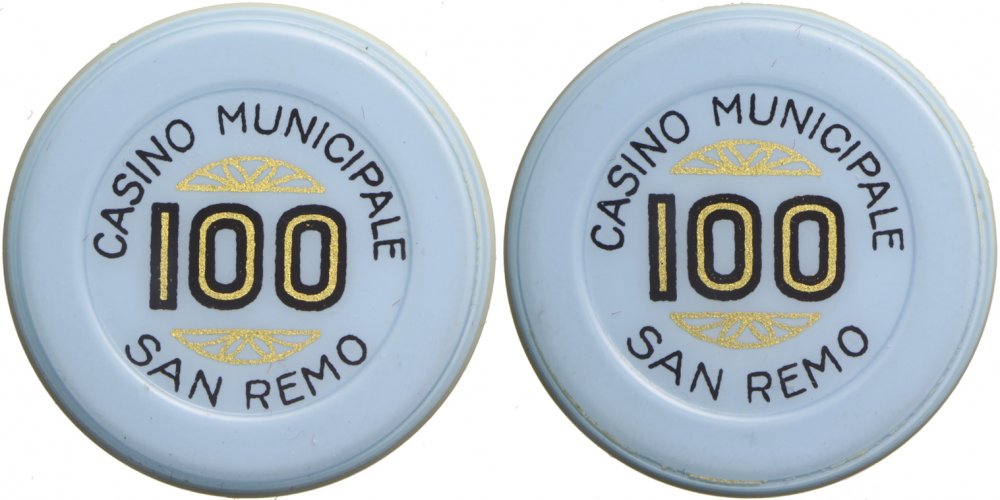 CASINO MUNICIPALE
100
SAN REMO
CASINO MUNICIPALE
100
SAN REMO